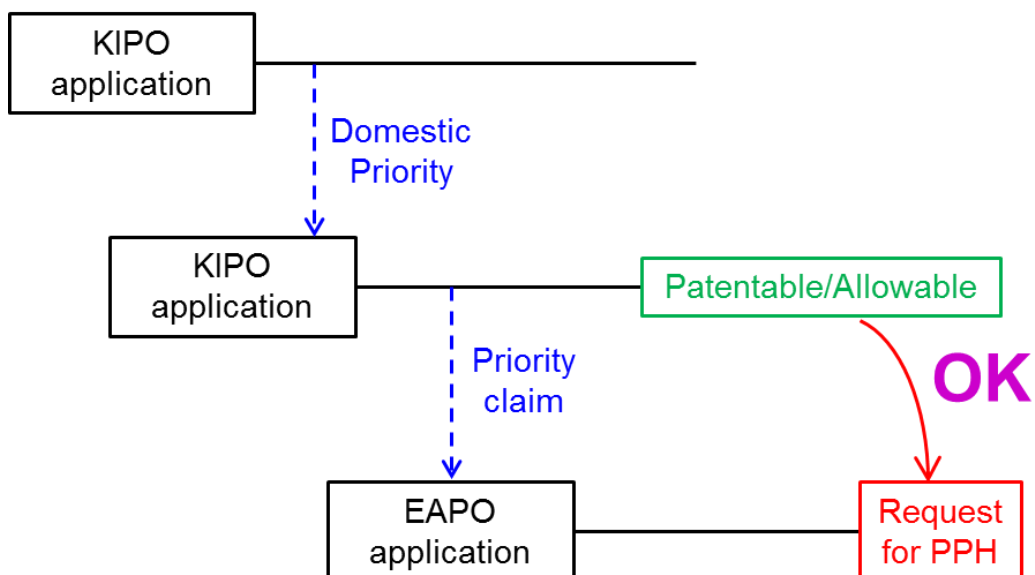 KIPO
application
Domestic
Priority
KIPO
application
Patentable/Allowable
Priority
claim
OK
EAPO
application
Request
for PPH